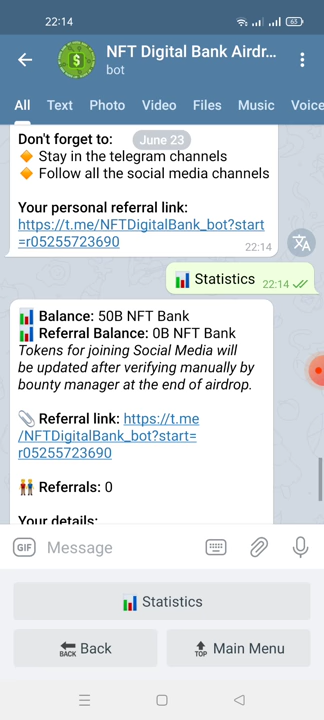 22:14
63
NFT Digital Bank Airdr...
bot
All Text Photo Video Files Music Voice
Don't forget to:
June 23
🔸 Stay in the telegram channels
🔸 Follow all the social media channels
Your personal referral link:
https://t.me/NFTDigitalBank_bot?start
=r05255723690
22:14
📊 Statistics 22:14
📊 Balance: 50B NFT Bank
📊 Referral Balance: 0B NFT Bank
Tokens for joining Social Media will
be updated after verifying manually by
bounty manager at the end of airdrop.
📎 Referral link: https://t.me
/NFTDigitalBank_bot?start=
r05255723690
👬 Referrals: 0
Your details:
GIF Message
📊 Statistics
🔙 Back
🔝 Main Menu